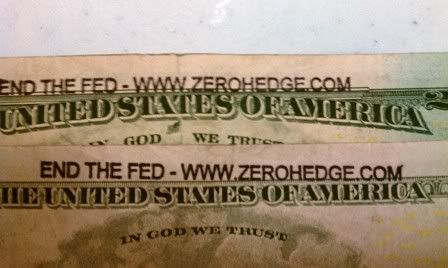 END THE FED - WWW.ZEROHEDGE.COM
UNITED STATES OF AMERICA
IN GOD WE TRUST
END THE FED - WWW.ZEROHEDGE.COM
THE UNITED STATES OF AMERICA
IN GOD WE TRUST